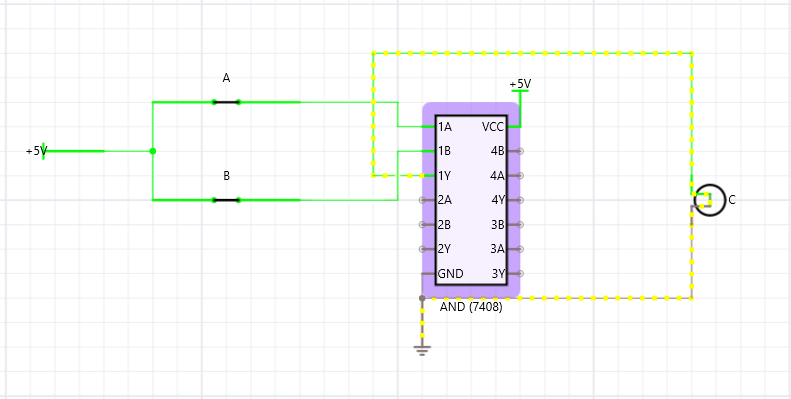 A
+5V
+5V
B
1A VCC
1B 4B
1Y 4A
2A 4Y
2B 3B
2Y 3A
GND 3Y
C
AND (7408)